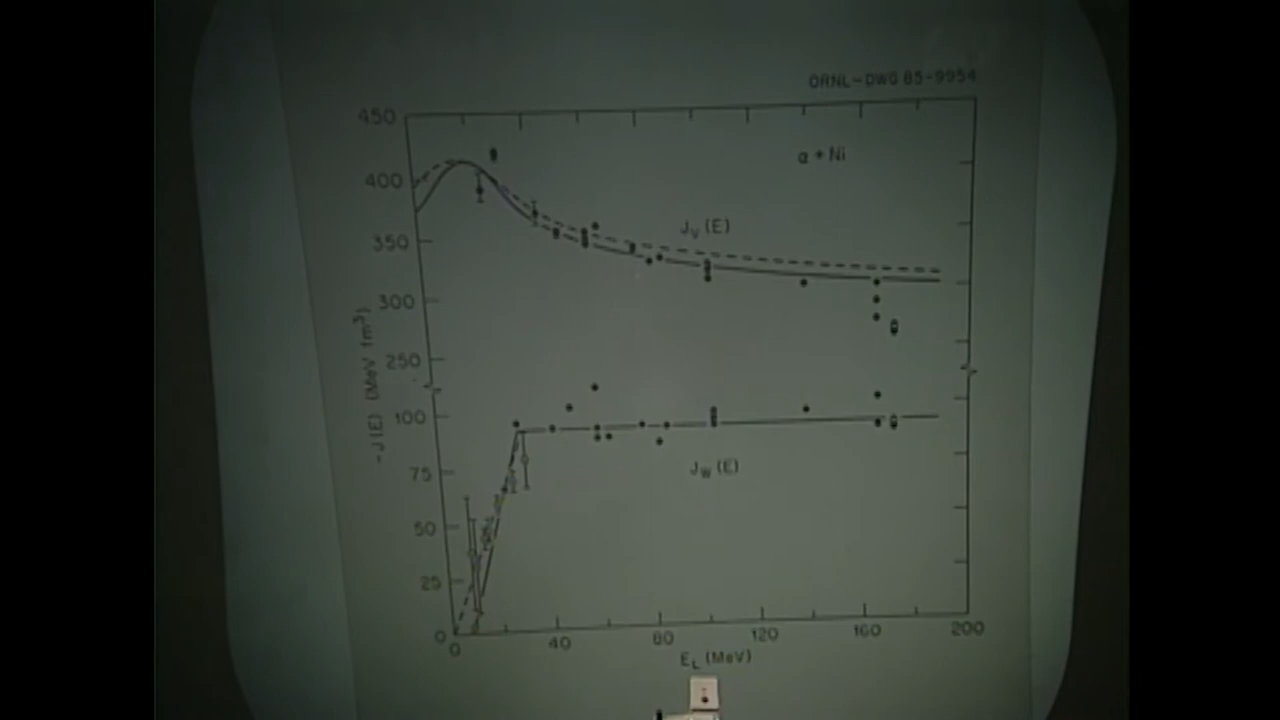 ORNL-DWG 85-9954
450
α + Ni
400
Jᵥ (E)
350
300
250
-J(E) (MeV fm³)
100
J_W (E)
75
50
25
0
0 40 80 120 160 200
E_L (MeV)